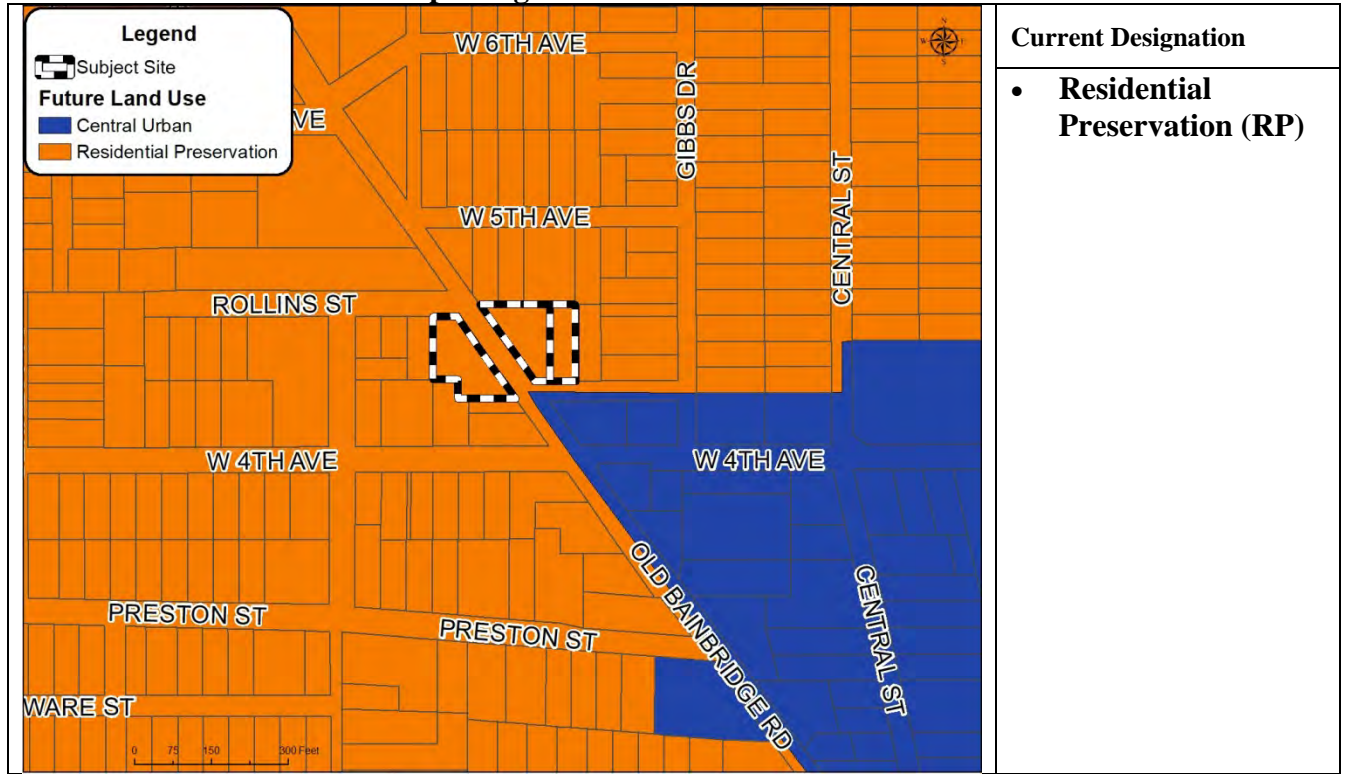 Legend
Subject Site
Future Land Use
Central Urban
Residential Preservation
VE
W 6TH AVE
GIBBS DR
CENTRAL ST
W 5TH AVE
ROLLINS ST
W 4TH AVE
W 4TH AVE
OLD BAINBRIDGE RD
CENTRAL ST
PRESTON ST
PRESTON ST
WARE ST
0 75 150 300 Feet
N
W E
S
Current Designation
• Residential
Preservation (RP)